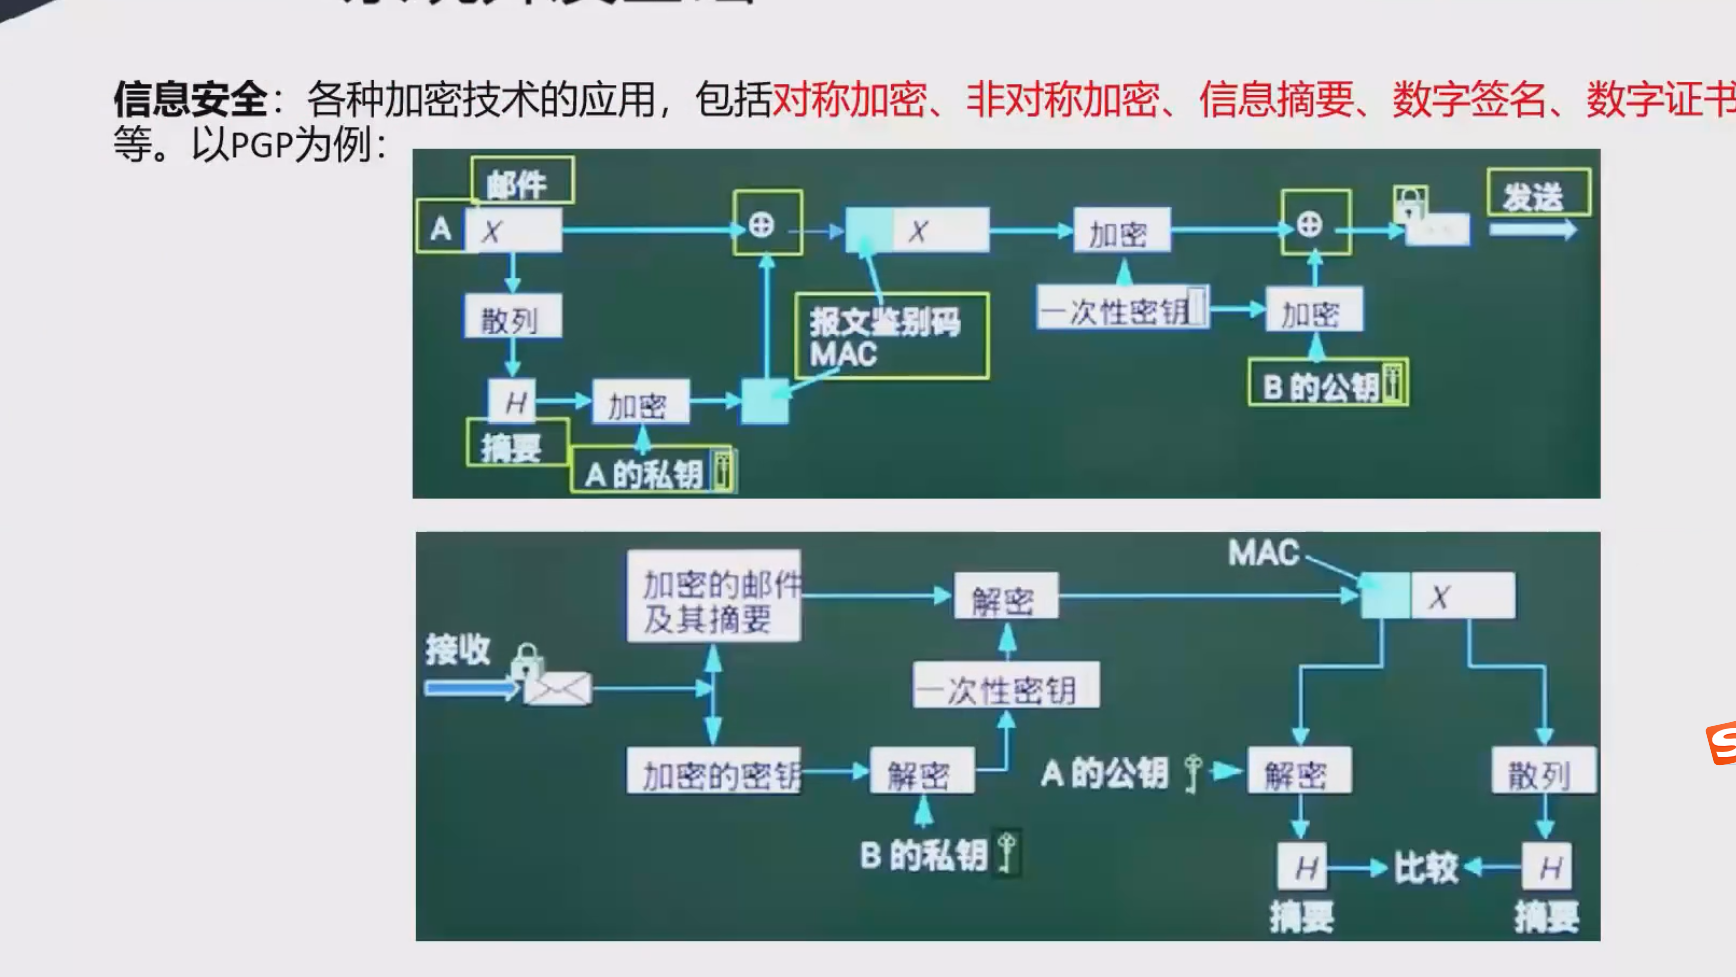 信息安全：各种加密技术的应用，包括对称加密、非对称加密、信息摘要、数字签名、数字证书
等。以PGP为例：
邮件
发送
A
X
⊕
X
加密
⊕
散列
报文鉴别码
MAC
一次性密钥
加密
H
加密
B 的公钥
摘要
A 的私钥
MAC
加密的邮件
及其摘要
解密
X
接收
一次性密钥
加密的密钥
解密
A 的公钥
解密
散列
B 的私钥
H
比较
H
摘要
摘要